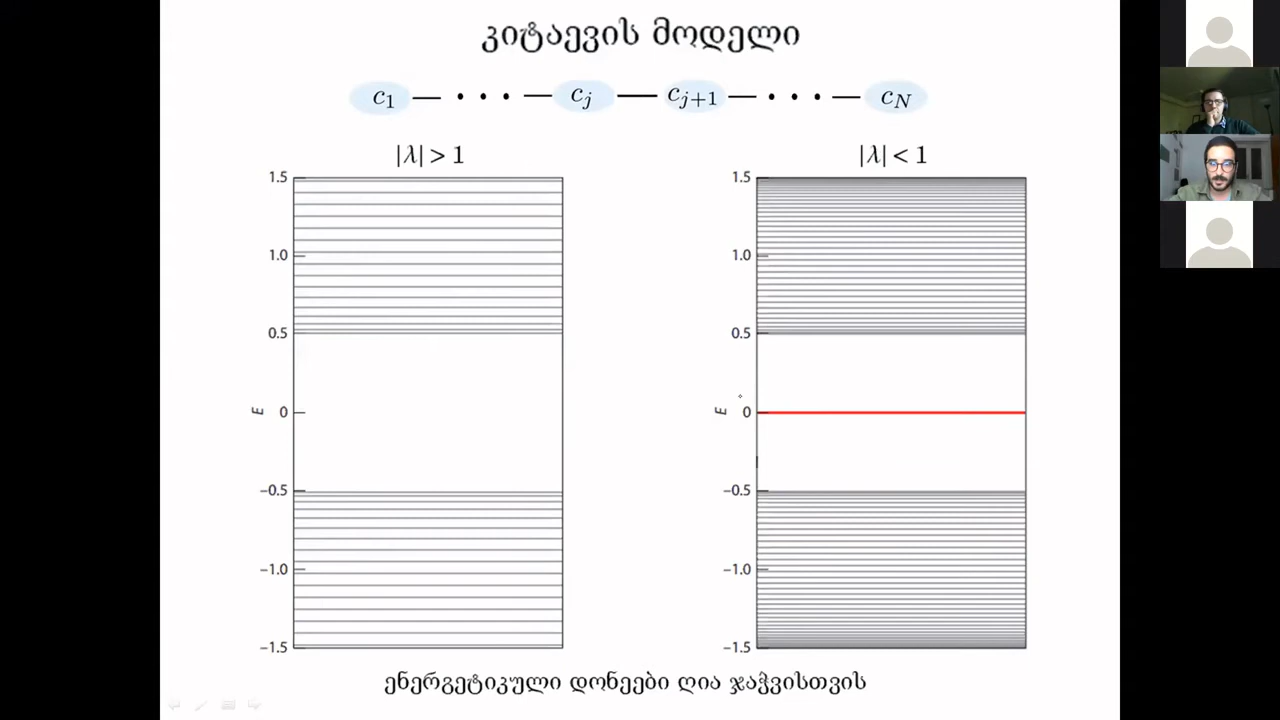 კიტაევის მოდელი
c₁ — · · · — cⱼ — cⱼ₊₁ — · · · — c_N
|λ| > 1
|λ| < 1
1.5
1.0
0.5
E 0
−0.5
−1.0
−1.5
1.5
1.0
0.5
E 0
−0.5
−1.0
−1.5
ენერგეტიკული დონეები ღია ჯაჭვისთვის